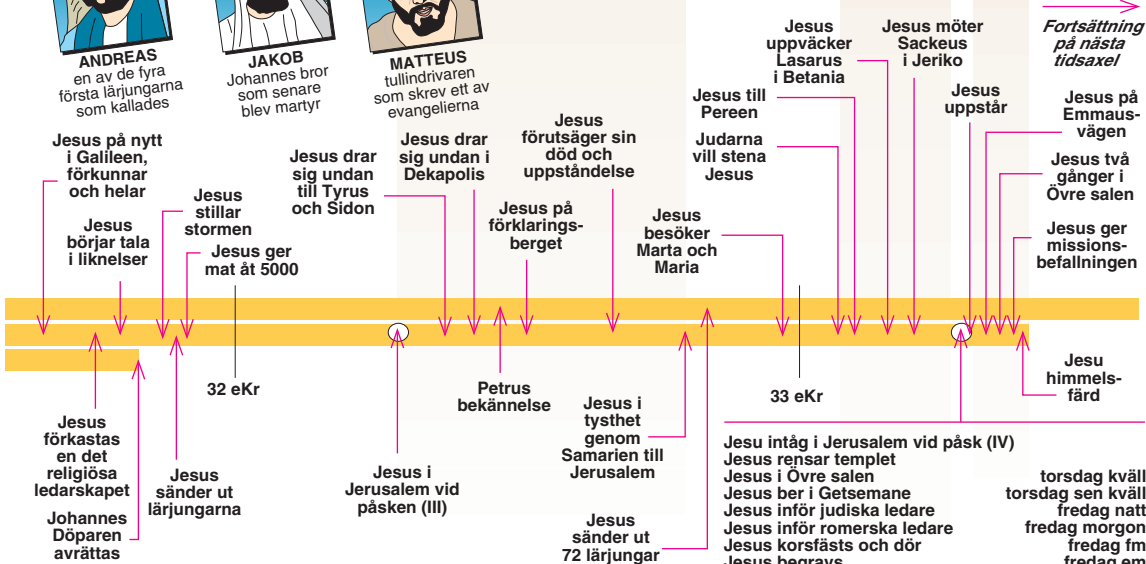 ANDREAS
en av de fyra
första lärjungarna
som kallades
JAKOB
Johannes bror
som senare
blev martyr
MATTEUS
tullindrivaren
som skrev ett av
evangelierna
Jesus
uppväcker
Lasarus
i Betania
Jesus möter
Sackeus
i Jeriko
Fortsättning
på nästa
tidsaxel
Jesus till
Pereen
Jesus
uppstår
Jesus på
Emmaus-
vägen
Jesus på nytt
i Galileen,
förkunnar
och helar
Jesus drar
sig undan
till Tyrus
och Sidon
Jesus drar
sig undan i
Dekapolis
Jesus
förutsäger sin
död och
uppståndelse
Judarna
vill stena
Jesus
Jesus två
gånger i
Övre salen
Jesus
stillar
stormen
Jesus
börjar tala
i liknelser
Jesus ger
mat åt 5000
Jesus på
förklarings-
berget
Jesus
besöker
Marta och
Maria
Jesus ger
missions-
befallningen
32 eKr
Petrus
bekännelse
33 eKr
Jesu
himmels-
färd
Jesus
förkastas
en det
religiösa
ledarskapet
Jesus
sänder ut
lärjungarna
Johannes
Döparen
avrättas
Jesus i
Jerusalem vid
påsken (III)
Jesus i
tysthet
genom
Samarien till
Jerusalem
Jesus
sänder ut
72 lärjungar
Jesu intåg i Jerusalem vid påsk (IV)
Jesus rensar templet
Jesus i Övre salen torsdag kväll
Jesus ber i Getsemane torsdag sen kväll
Jesus inför judiska ledare fredag natt
Jesus inför romerska ledare fredag morgon
Jesus korsfästs och dör fredag fm
Jesus begravs fredag em